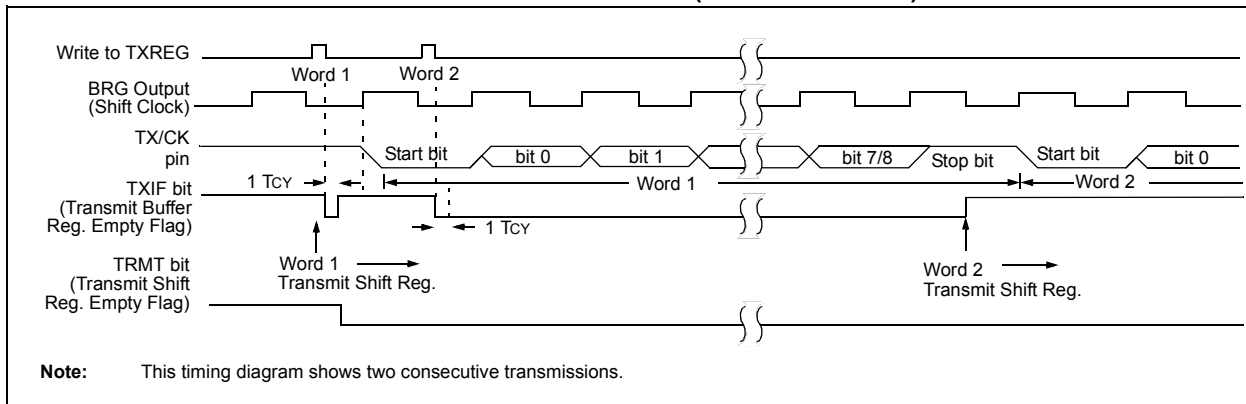 Write to TXREG
Word 1 Word 2
BRG Output
(Shift Clock)
TX/CK
pin
Start bit bit 0 bit 1 bit 7/8 Stop bit Start bit bit 0
1 TCY
Word 1
Word 2
TXIF bit
(Transmit Buffer
Reg. Empty Flag)
1 TCY
Word 1
Transmit Shift Reg.
Word 2
Transmit Shift Reg.
TRMT bit
(Transmit Shift
Reg. Empty Flag)
Note: This timing diagram shows two consecutive transmissions.